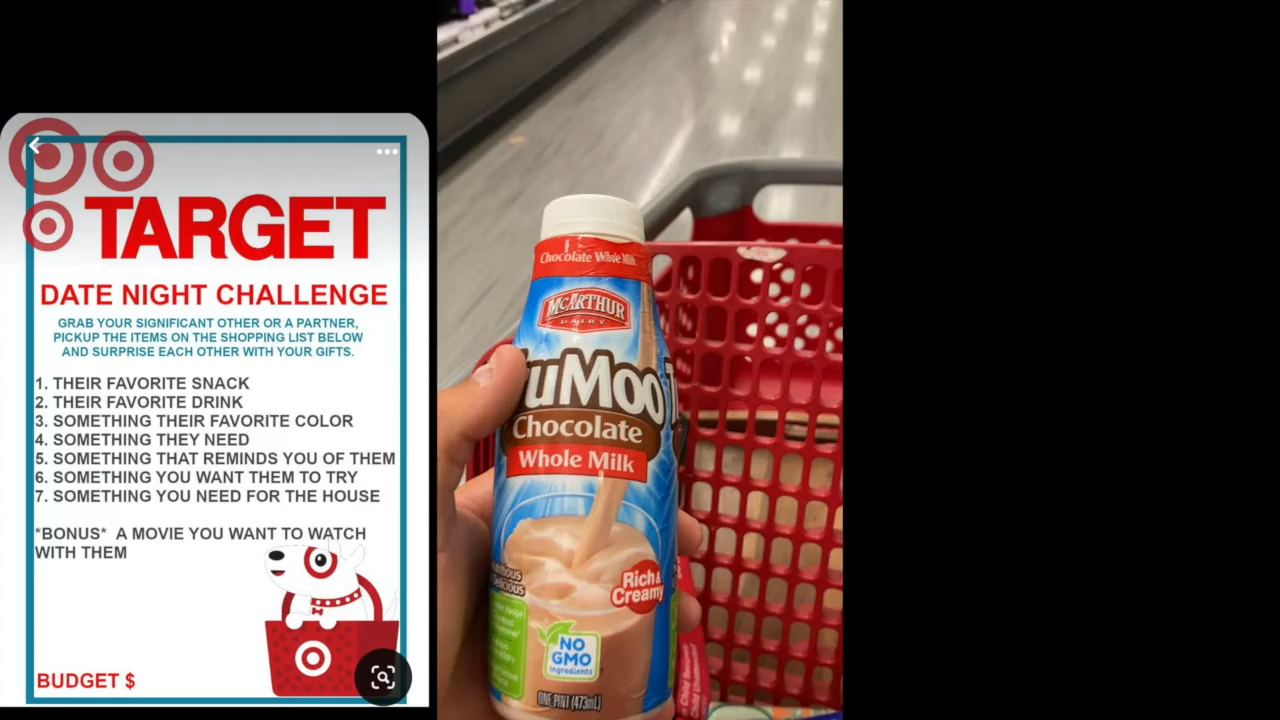 TARGET
DATE NIGHT CHALLENGE
GRAB YOUR SIGNIFICANT OTHER OR A PARTNER,
PICKUP THE ITEMS ON THE SHOPPING LIST BELOW
AND SURPRISE EACH OTHER WITH YOUR GIFTS.
1. THEIR FAVORITE SNACK
2. THEIR FAVORITE DRINK
3. SOMETHING THEIR FAVORITE COLOR
4. SOMETHING THEY NEED
5. SOMETHING THAT REMINDS YOU OF THEM
6. SOMETHING YOU WANT THEM TO TRY
7. SOMETHING YOU NEED FOR THE HOUSE
*BONUS* A MOVIE YOU WANT TO WATCH
WITH THEM
BUDGET $
Chocolate Whole Milk
McARTHUR
DAIRY
uMoo
Chocolate
Whole Milk
Rich &
Creamy
NO
GMO
Ingredients
ONE PINT (473mL)